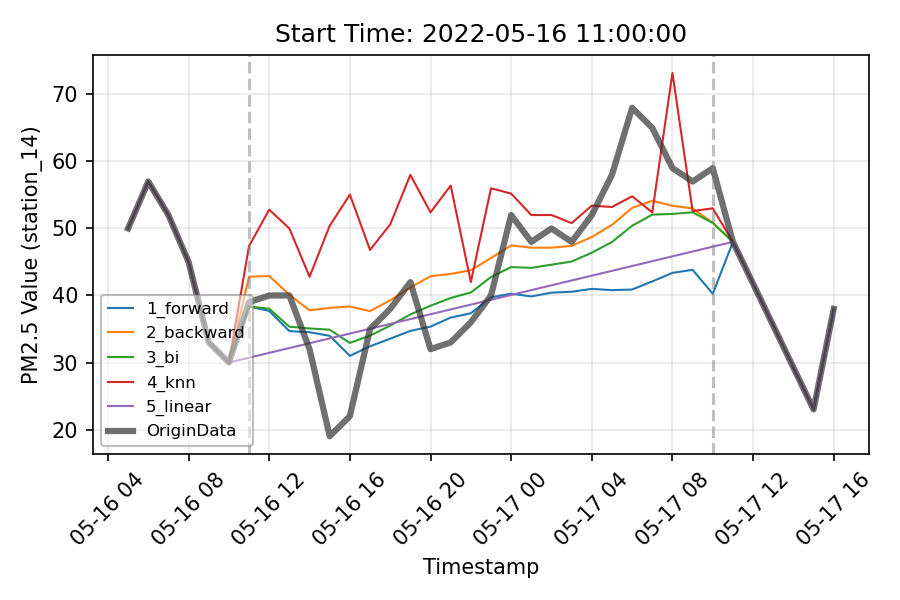 Start Time: 2022-05-16 11:00:00
PM2.5 Value (station_14)
70
60
50
40
30
20
1_forward
2_backward
3_bi
4_knn
5_linear
OriginData
05-16 04
05-16 08
05-16 12
05-16 16
05-16 20
05-17 00
05-17 04
05-17 08
05-17 12
05-17 16
Timestamp